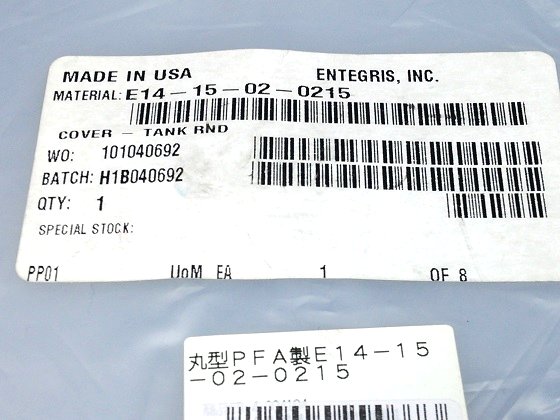 MADE IN USA ENTEGRIS, INC.
MATERIAL: E14-15-02-0215
COVER - TANK RND
WO: 101040692
BATCH: H1B040692
QTY: 1
SPECIAL STOCK:
PP01 UoM EA 1 OF 8
丸型PFA製E14-15
-02-0215